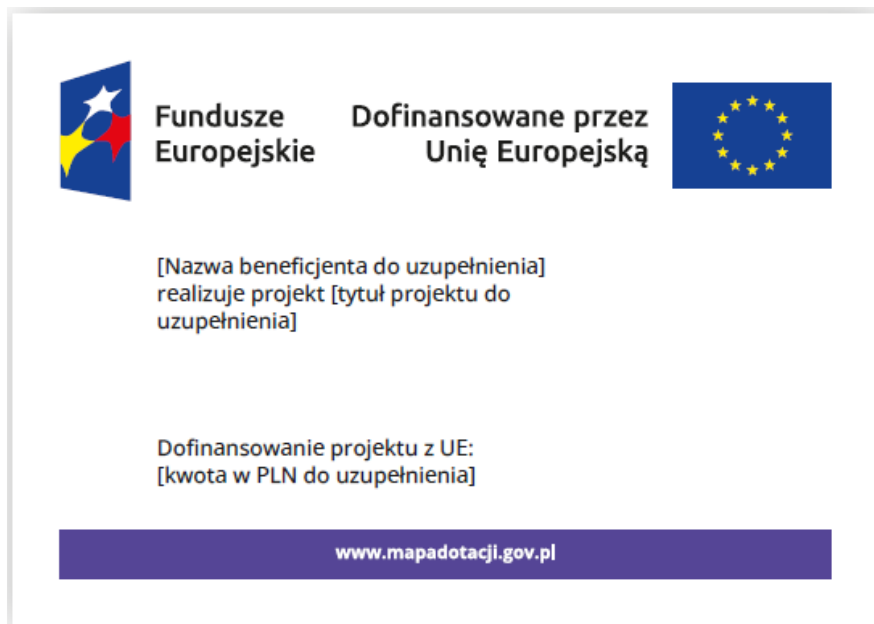 Fundusze
Europejskie
Dofinansowane przez
Unię Europejską
[Nazwa beneficjenta do uzupełnienia]
realizuje projekt [tytuł projektu do
uzupełnienia]
Dofinansowanie projektu z UE:
[kwota w PLN do uzupełnienia]
www.mapadotacji.gov.pl